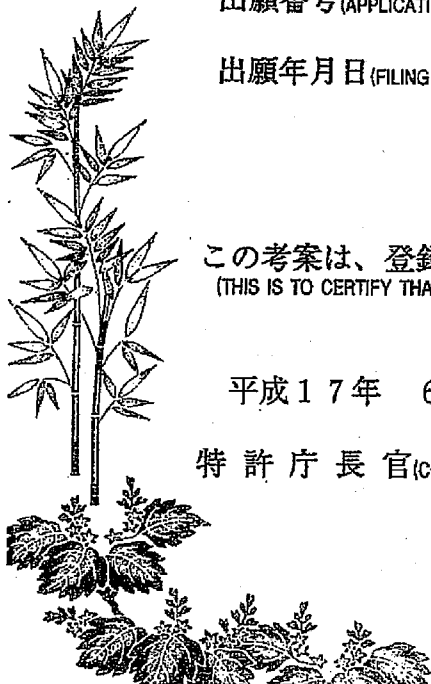 出願番号(APPLICATI
出願年月日(FILING
この考案は、登録
(THIS IS TO CERTIFY THA
平成17年 6
特許庁長官(C